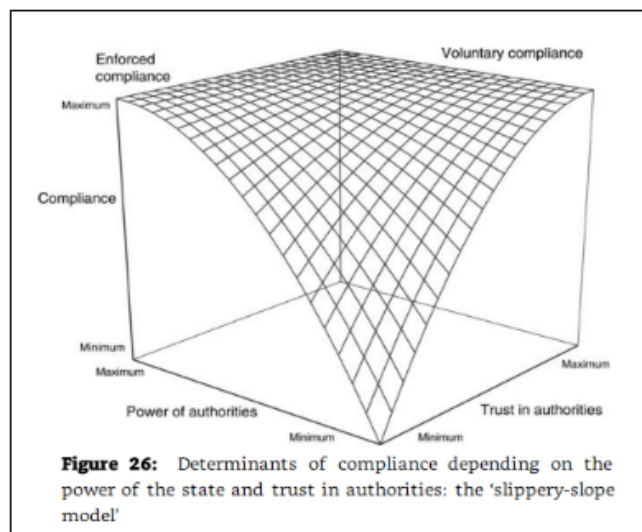 Enforced
compliance
Voluntary compliance
Maximum
Compliance
Minimum
Maximum
Maximum
Power of authorities
Trust in authorities
Minimum
Minimum
Figure 26: Determinants of compliance depending on the
power of the state and trust in authorities: the ‘slippery-slope
model’